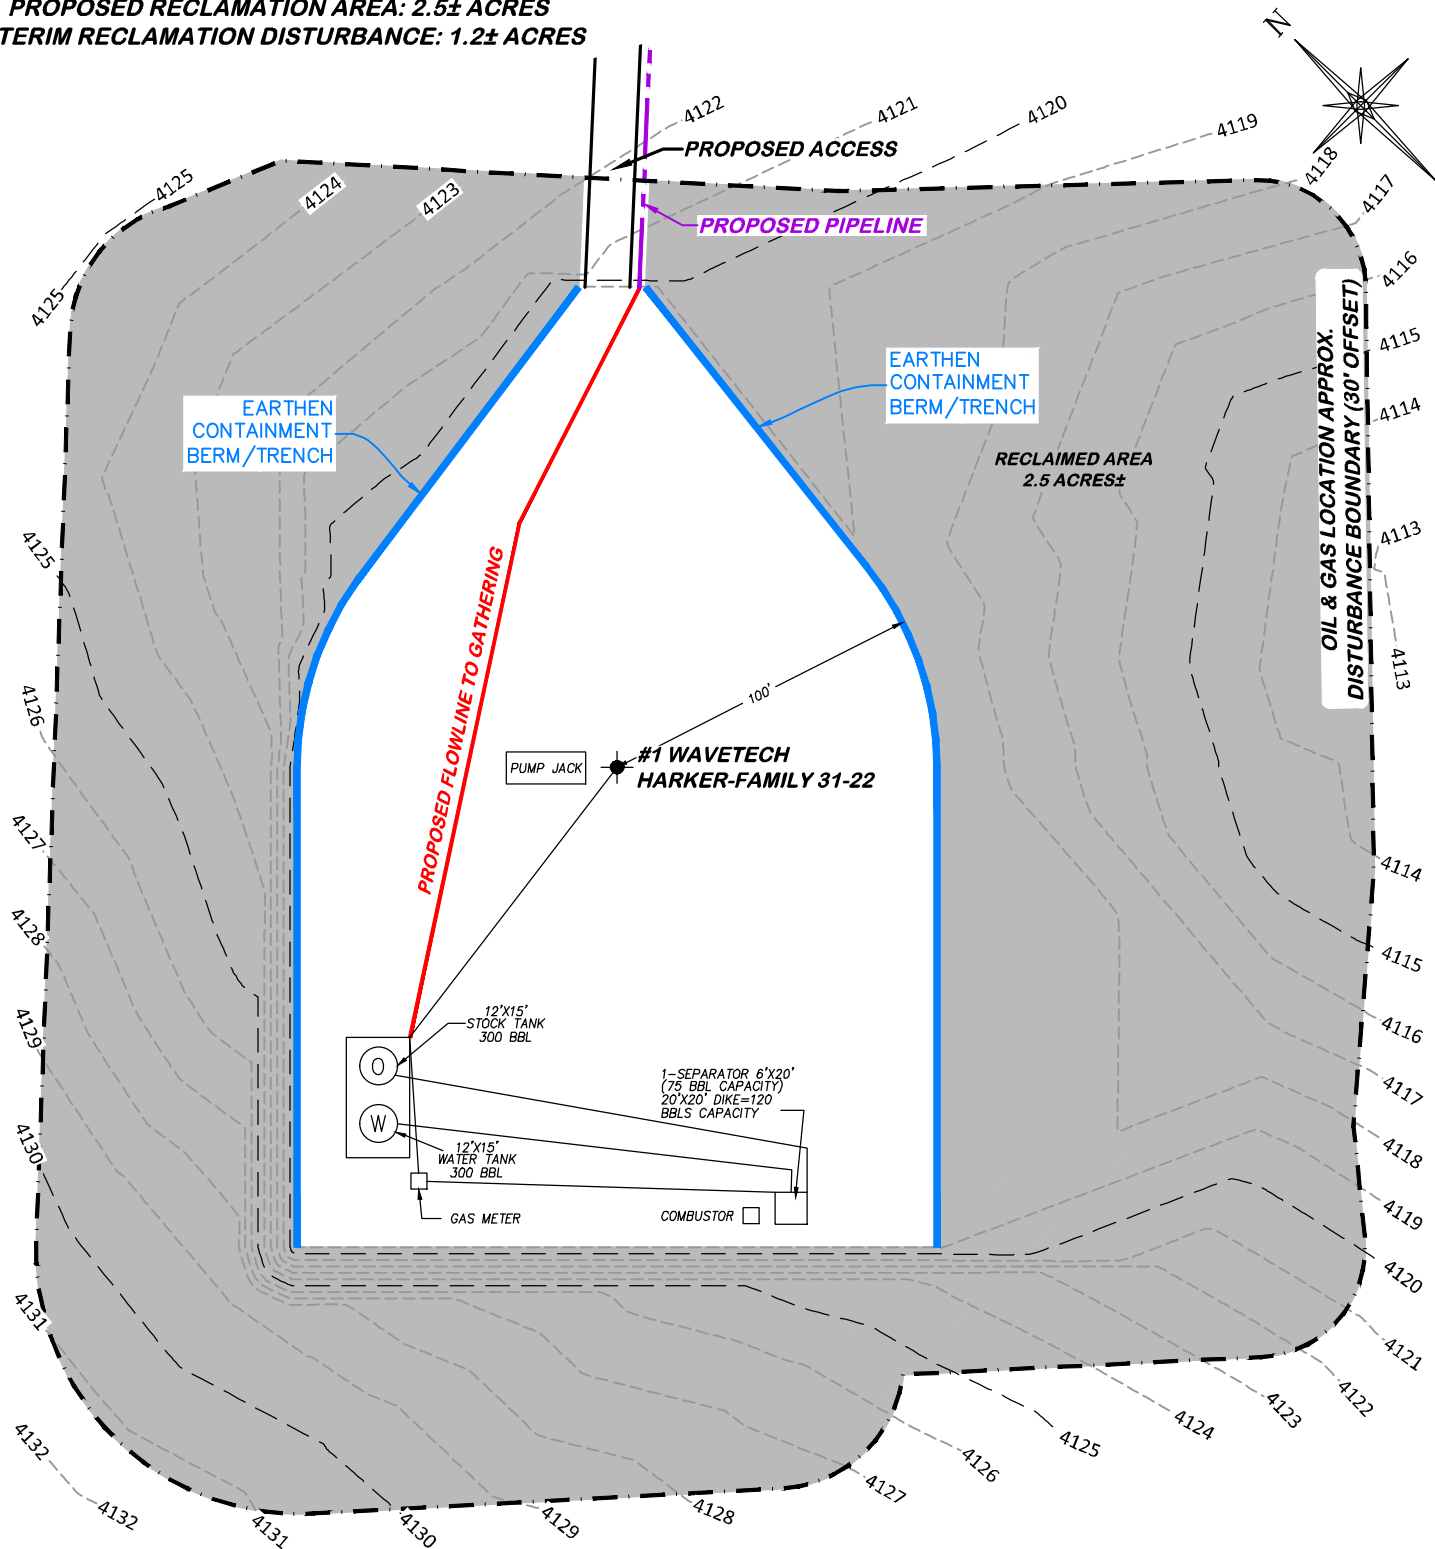 PROPOSED RECLAMATION AREA: 2.5± ACRES
TERIM RECLAMATION DISTURBANCE: 1.2± ACRES
N
4122
4121
4120
4119
4118
4117
4116
4115
4114
4113
4113
4114
4115
4116
4117
4118
4119
4120
4121
4122
4123
4124
4125
4126
4127
4128
4129
4130
4131
4132
4132
4131
4130
4129
4128
4127
4126
4125
4125
4125
4124
4123
PROPOSED ACCESS
PROPOSED PIPELINE
EARTHEN
CONTAINMENT
BERM/TRENCH
EARTHEN
CONTAINMENT
BERM/TRENCH
RECLAIMED AREA
2.5 ACRES±
OIL & GAS LOCATION APPROX.
DISTURBANCE BOUNDARY (30' OFFSET)
PROPOSED FLOWLINE TO GATHERING
100'
PUMP JACK
#1 WAVETECH
HARKER-FAMILY 31-22
12'X15'
STOCK TANK
300 BBL
O
W
12'X15'
WATER TANK
300 BBL
1-SEPARATOR 6'X20'
(75 BBL CAPACITY)
20'X20' DIKE=120
BBLS CAPACITY
GAS METER
COMBUSTOR